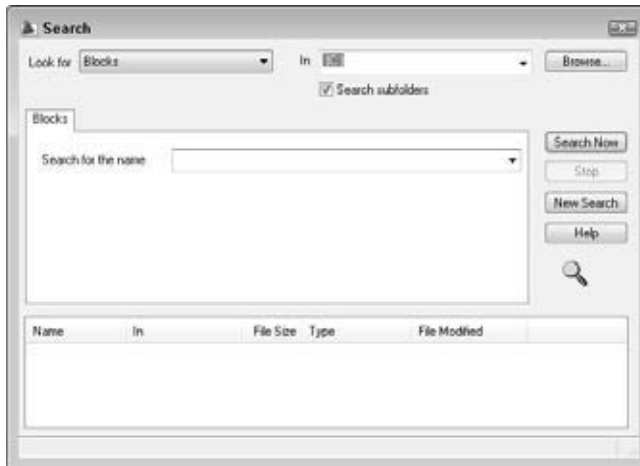 Search
Look for Blocks In Browse...
Search subfolders
Blocks
Search for the name
Search Now
Stop
New Search
Help
Name In File Size Type File Modified